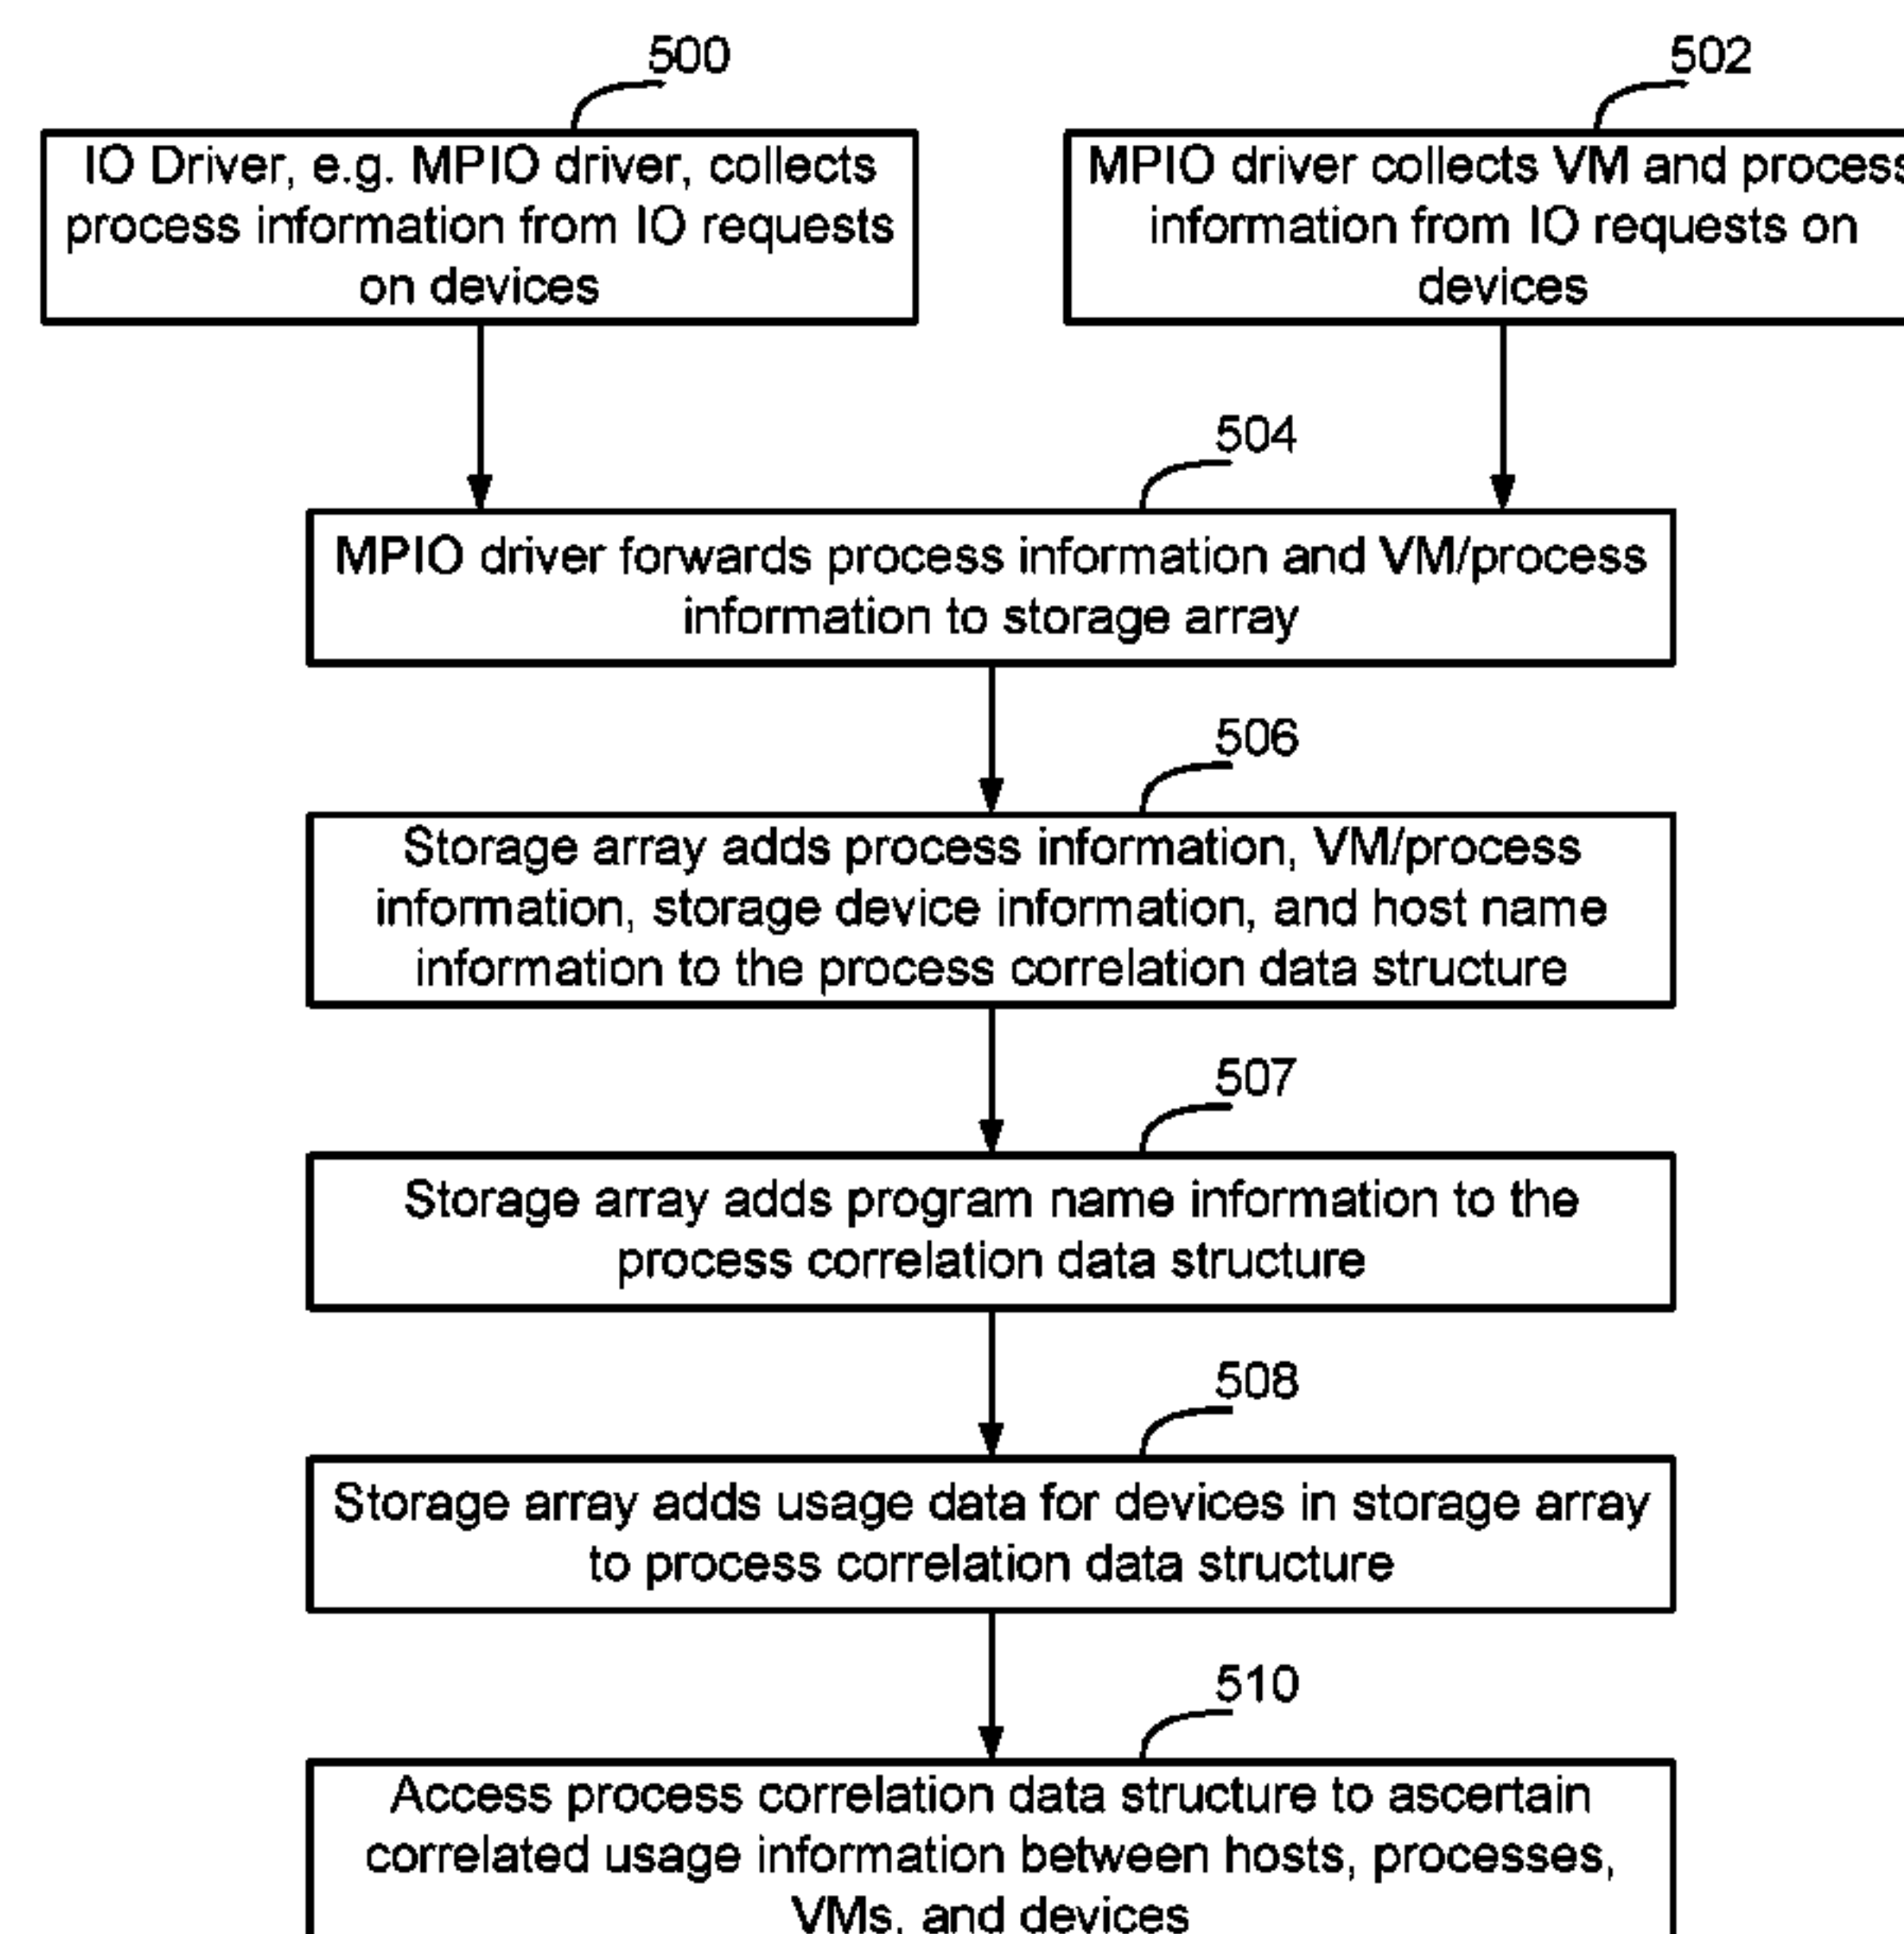 500
502
IO Driver, e.g. MPIO driver, collects
process information from IO requests
on devices
MPIO driver collects VM and process
information from IO requests on
devices
504
MPIO driver forwards process information and VM/process
information to storage array
506
Storage array adds process information, VM/process
information, storage device information, and host name
information to the process correlation data structure
507
Storage array adds program name information to the
process correlation data structure
508
Storage array adds usage data for devices in storage array
to process correlation data structure
510
Access process correlation data structure to ascertain
correlated usage information between hosts, processes,
VMs, and devices